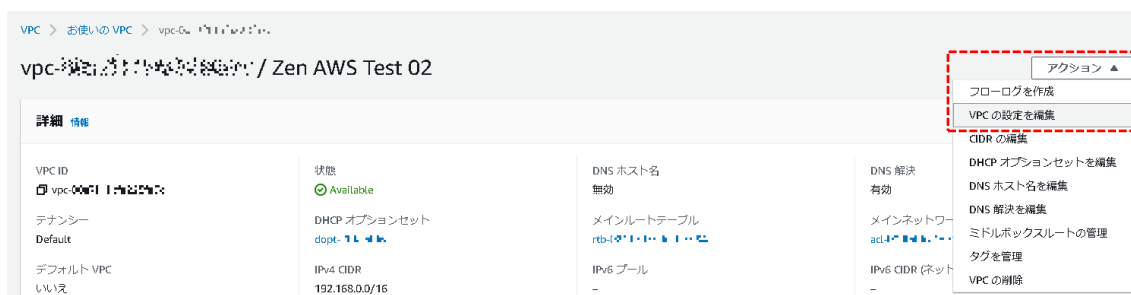 VPC > お使いの VPC >
vpc- / Zen AWS Test 02
アクション ▲
フローログを作成
VPC の設定を編集
CIDR の編集
DHCP オプションセットを編集
DNS ホスト名を編集
DNS 解決を編集
ミドルボックスルートの管理
タグを管理
VPC の削除
詳細 情報
VPC ID
状態
DNS ホスト名
DNS 解決
Available
無効
有効
テナンシー
DHCP オプションセット
メインルートテーブル
メインネットワー
Default
dopt-
rtb-
acl-
デフォルト VPC
IPv4 CIDR
IPv6 プール
IPv6 CIDR (ネット
いいえ
192.168.0.0/16
–
–